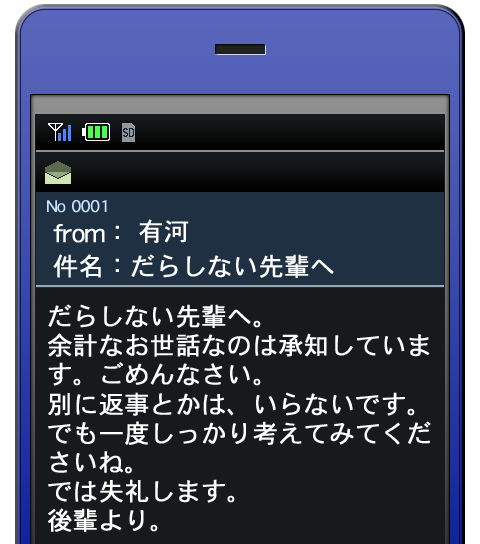 SD
No 0001
from： 有河
件名：だらしない先輩へ
だらしない先輩へ。
余計なお世話なのは承知していま
す。ごめんなさい。
別に返事とかは、いらないです。
でも一度しっかり考えてみてくだ
さいね。
では失礼します。
後輩より。